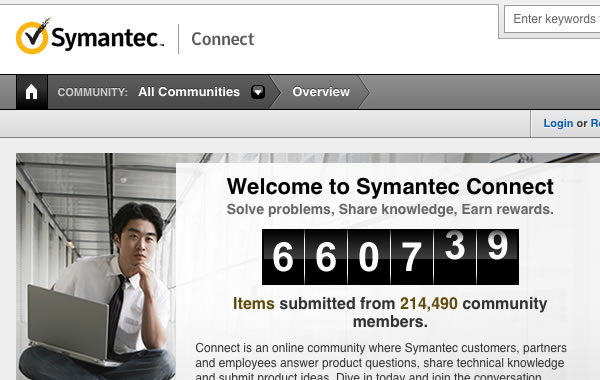 Symantec™ Connect
Enter keywords
COMMUNITY: All Communities Overview
Login or R
Welcome to Symantec Connect
Solve problems, Share knowledge, Earn rewards.
6 6 0 7 3 9
Items submitted from 214,490 community
members.
Connect is an online community where Symantec customers, partners
and employees answer product questions, share technical knowledge
and submit product ideas. Dive in today and join the conversation